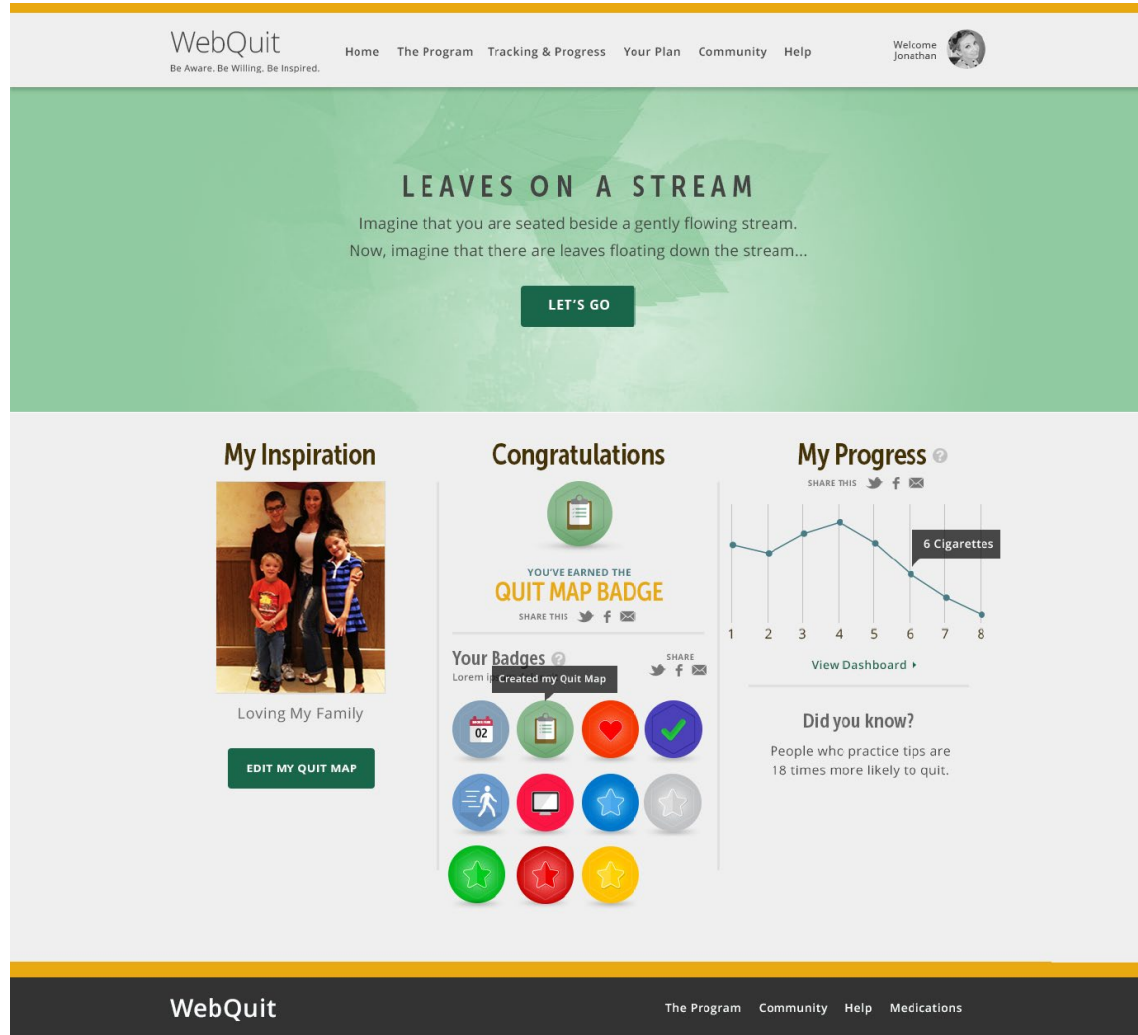 WebQuit
Be Aware. Be Willing. Be Inspired.
Home The Program Tracking & Progress Your Plan Community Help
Welcome
Jonathan
LEAVES ON A STREAM
Imagine that you are seated beside a gently flowing stream.
Now, imagine that there are leaves floating down the stream...
LET'S GO
My Inspiration
Loving My Family
EDIT MY QUIT MAP
Congratulations
YOU'VE EARNED THE
QUIT MAP BADGE
SHARE THIS
Your Badges ?
SHARE
Lorem
Created my Quit Map
02
My Progress ?
SHARE THIS
6 Cigarettes
1 2 3 4 5 6 7 8
View Dashboard
Did you know?
People who practice tips are
18 times more likely to quit.
WebQuit
The Program Community Help Medications